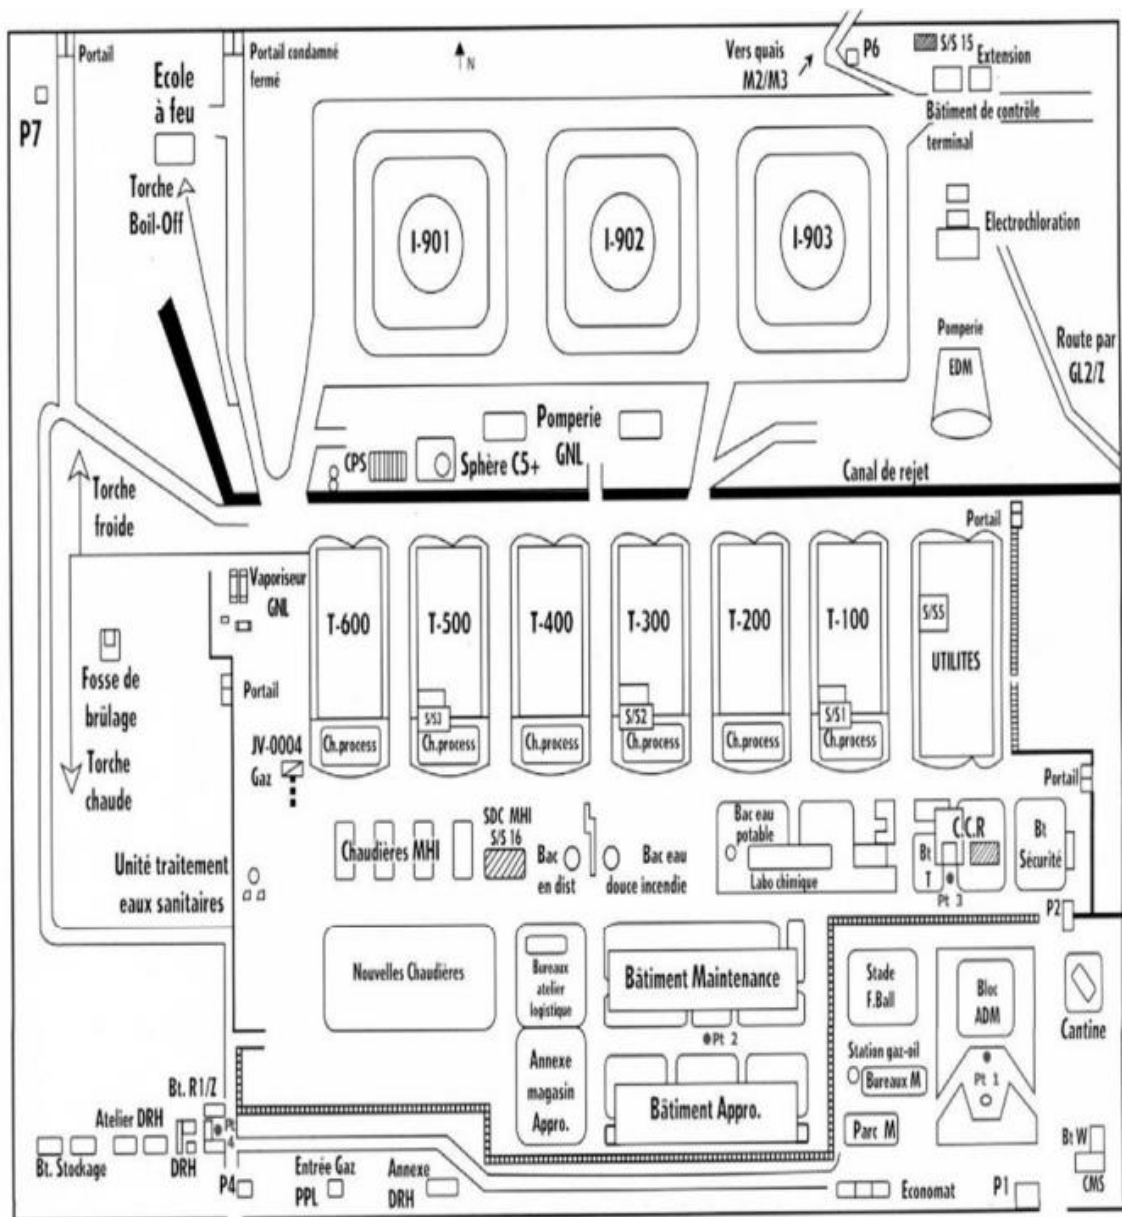 Portail
Portail condamné
fermé
N
Vers quais
M2/M3
P6
S/S 15
Extension
Bâtiment de contrôle
terminal
P7
Ecole
à feu
Torche
Boil-Off
I-901
I-902
I-903
Electrochloration
Pomperie
EDM
Route par
GL2/Z
CPS
Sphère C5+
Pomperie
GNL
Canal de rejet
Torche
froide
Portail
Vaporiseur
GNL
T-600
T-500
T-400
T-300
T-200
T-100
S/S5
UTILITES
Fosse de
brûlage
Portail
S/S3
S/S2
S/S1
Ch.process
Ch.process
Ch.process
Ch.process
Ch.process
Ch.process
JV-0004
Gaz
Torche
chaude
Portail
Chaudières MHI
SDC MHI
S/S 16
Bac
en dist
Bac eau
douce incendie
Bac eau
potable
Labo chimique
C.C.R
Bt
T
Pt 3
Bt
Sécurité
Unité traitement
eaux sanitaires
P2
Nouvelles Chaudières
Bureaux
atelier
logistique
Bâtiment Maintenance
Stade
F.Ball
Bloc
ADM
Cantine
Pt 2
Station gaz-oil
Bureaux M
Pt 1
Annexe
magasin
Appro.
Bâtiment Appro.
Parc M
Bt. R1/Z
Atelier DRH
Pt
4
Bt. Stockage
DRH
P4
Entrée Gaz
PPL
Annexe
DRH
Economat
P1
Bt W
CMS